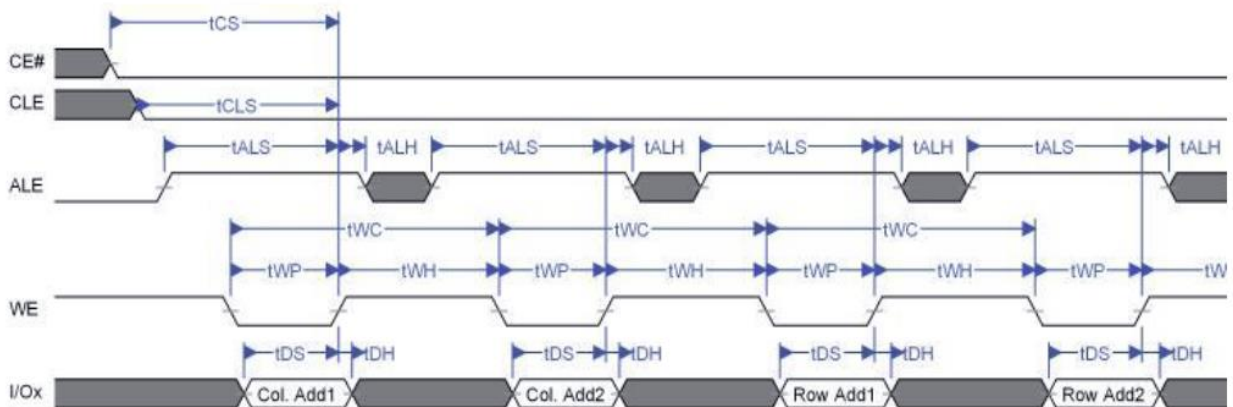 tCS
CE#
CLE
tCLS
tALS tALH tALS tALH tALS tALH tALS tALH
ALE
tWC tWC tWC
tWP tWH tWP tWH tWP tWH tWP tW
WE
tDS tDH tDS tDH tDS tDH tDS tDH
I/Ox Col. Add1 Col. Add2 Row Add1 Row Add2